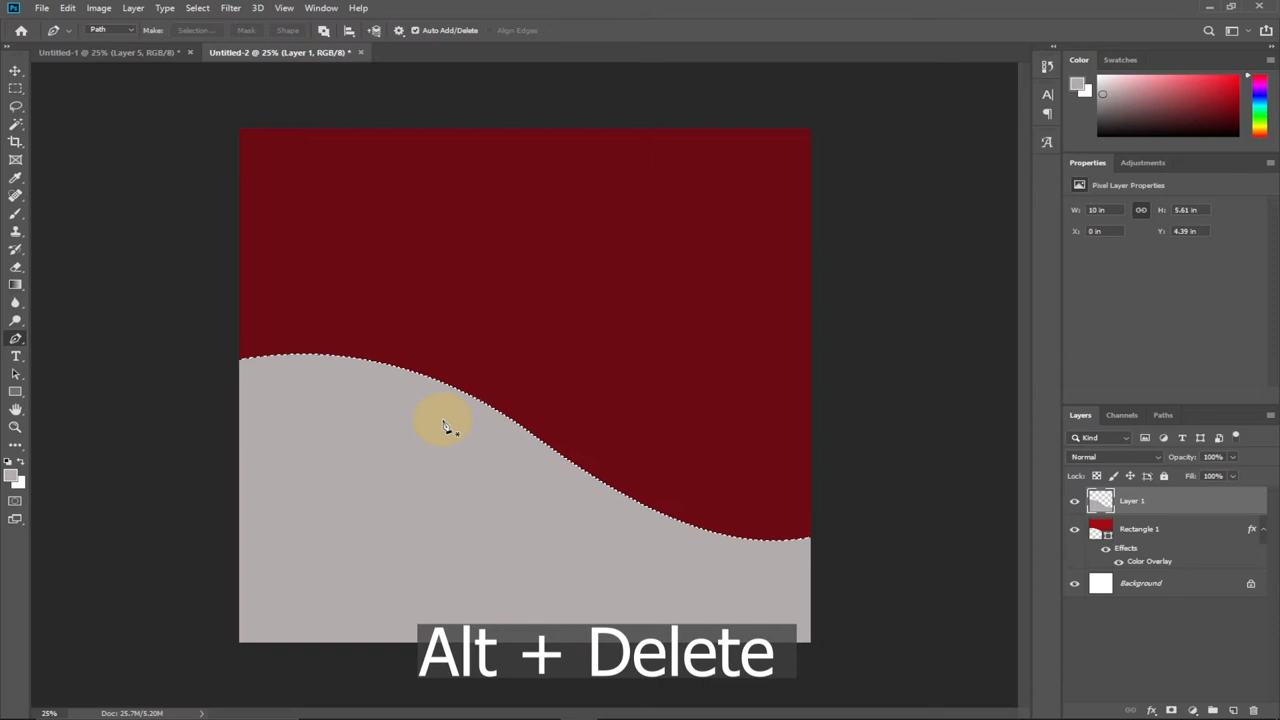 Ps File Edit Image Layer Type Select Filter 3D View Window Help
Path Make: Selection... Mask Shape Auto Add/Delete Align Edges
Untitled-1 @ 25% (Layer 5, RGB/8) * × Untitled-2 @ 25% (Layer 1, RGB/8) * ×
Color Swatches
Properties Adjustments
Pixel Layer Properties
W: 10 in H: 5.61 in
X: 0 in Y: 4.39 in
Layers Channels Paths
Kind
Normal Opacity: 100%
Lock: Fill: 100%
Layer 1
Rectangle 1 fx
Effects
Color Overlay
Background
Alt + Delete
25% Doc: 25.7M/5.20M